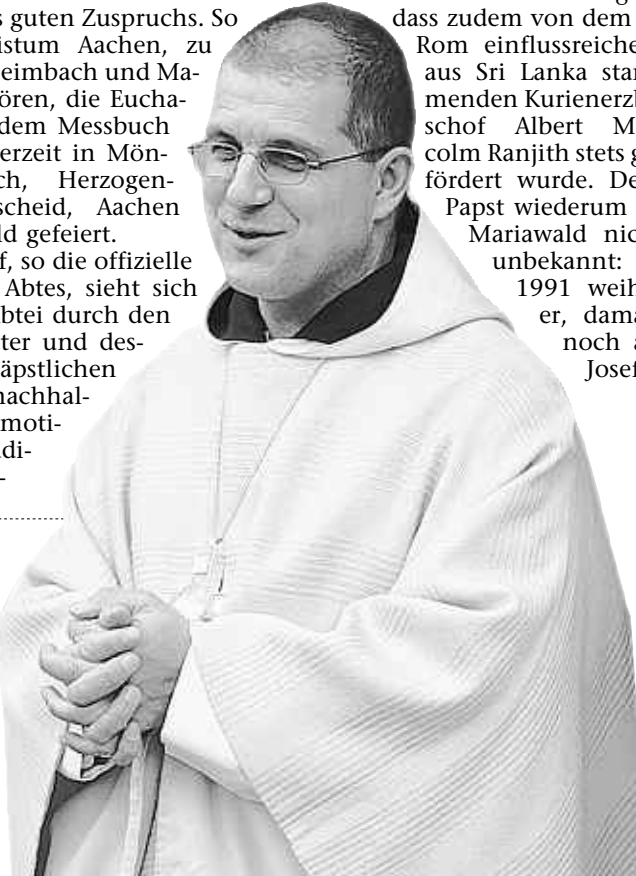 s guten Zuspruchs. So
istum Aachen, zu
eimbach und Ma-
ören, die Eucha-
dem Messbuch
erzeit in Mön-
ch, Herzogen-
scheid, Aachen
ld gefeiert.
f, so die offizielle
Abtes, sieht sich
btei durch den
ter und des-
äpstlichen
nachhal-
moti-
adi-
-
dass zudem von dem
Rom einflussreiche
aus Sri Lanka star
menden Kurienerzb
schof Albert M
colm Ranjith stets g
fördert wurde. De
Papst wiederum
Mariawald nic
unbekannt:
1991 weih
er, dama
noch a
Josef